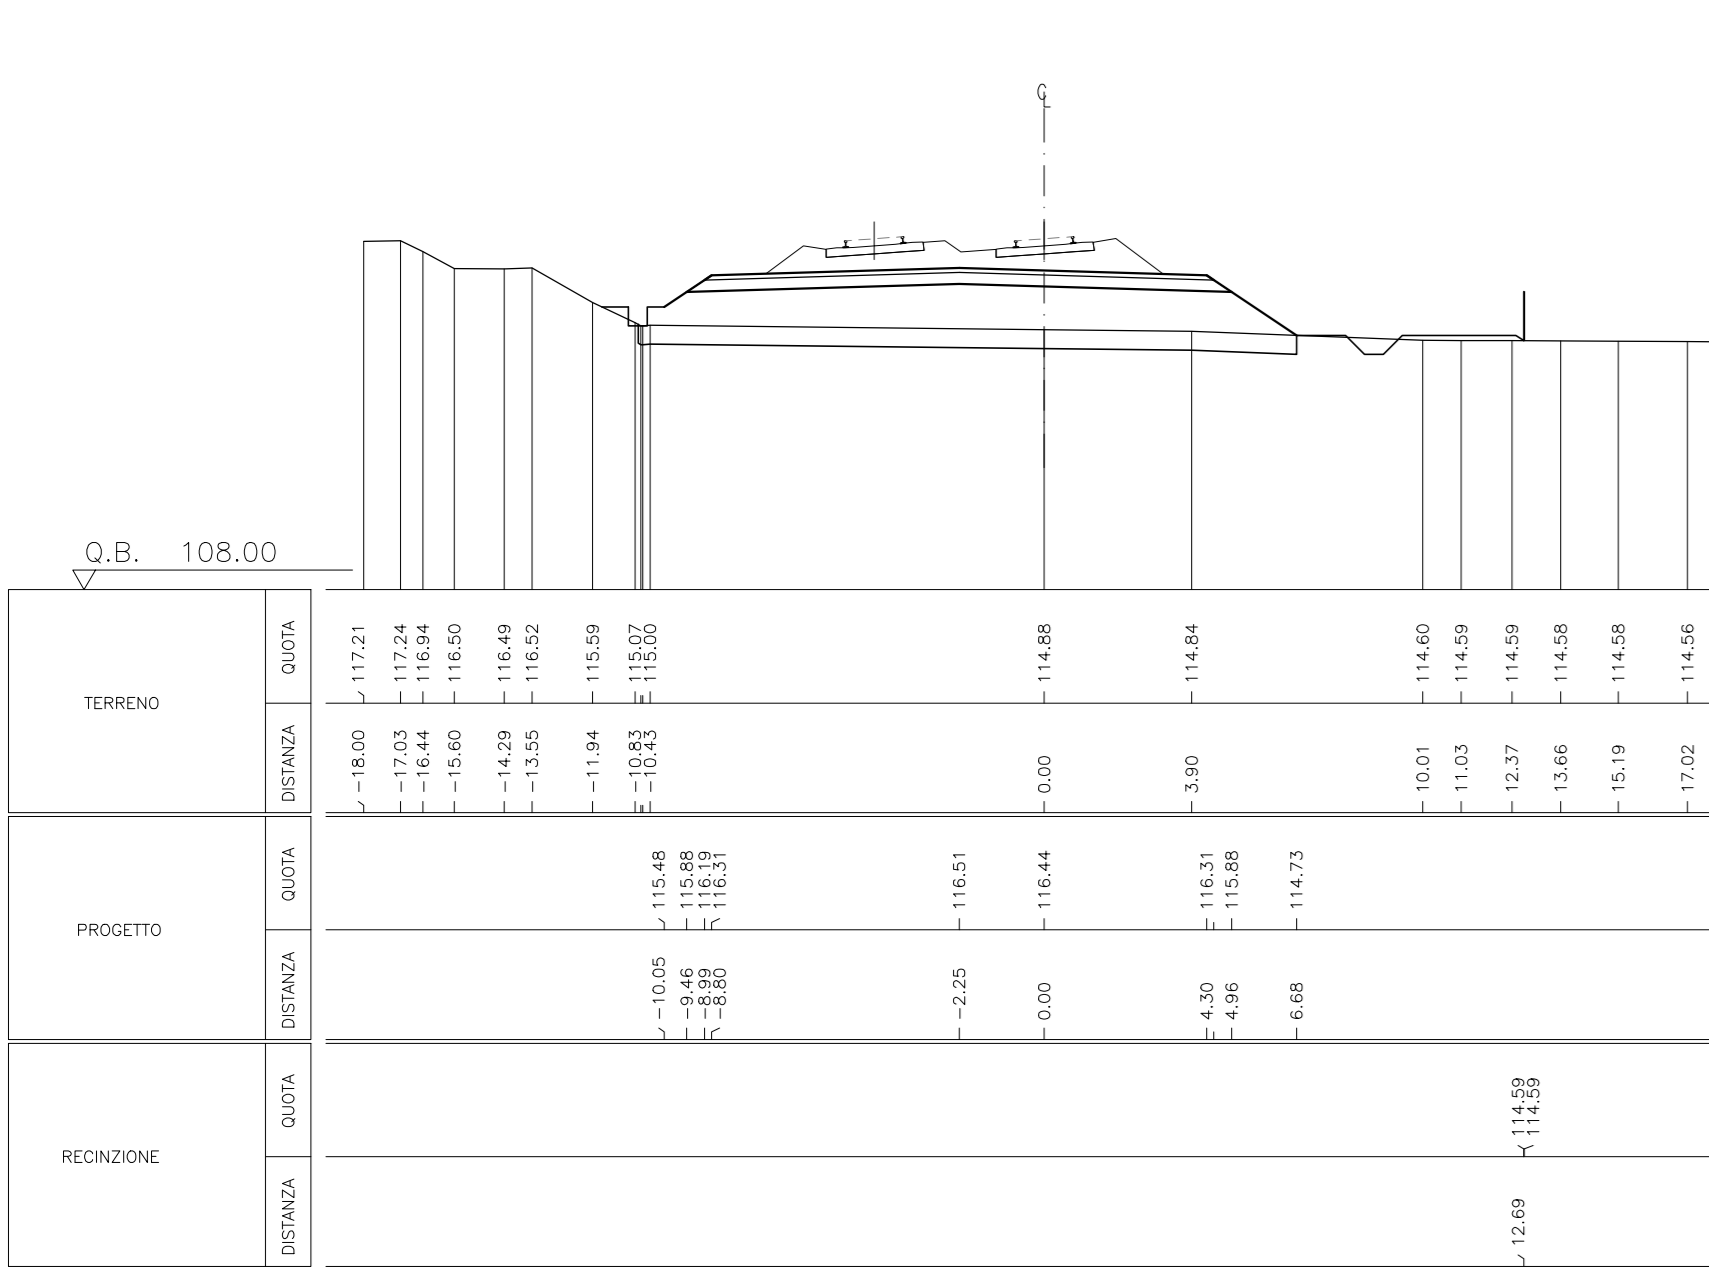 CL
Q.B. 108.00
TERRENO
QUOTA
117.21 117.24 116.94 116.50 116.49 116.52 115.59 115.07 115.00 114.88 114.84 114.60 114.59 114.59 114.58 114.58 114.56
DISTANZA
-18.00 -17.03 -16.44 -15.60 -14.29 -13.55 -11.94 -10.83 -10.43 0.00 3.90 10.01 11.03 12.37 13.66 15.19 17.02
PROGETTO
QUOTA
115.48 115.88 116.19 116.31 116.51 116.44 116.31 115.88 114.73
DISTANZA
-10.05 -9.46 -8.99 -8.80 -2.25 0.00 4.30 4.96 6.68
RECINZIONE
QUOTA
114.59 114.59
DISTANZA
12.69